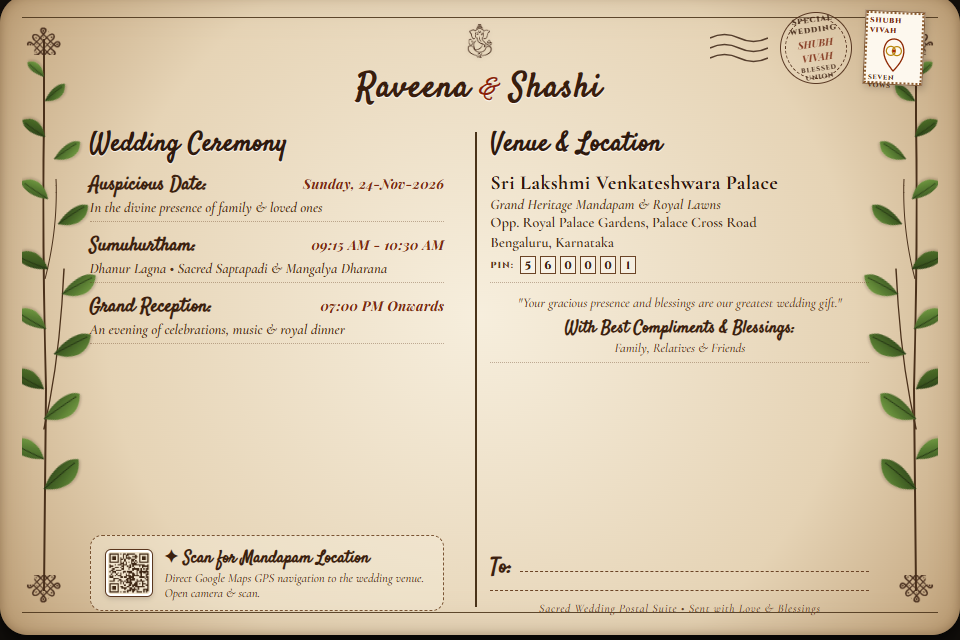 SPECIAL WEDDING
SHUBH
VIVAH
BLESSED
UNION
SHUBH
VIVAH
SEVEN
VOWS
Raveena & Shashi
Wedding Ceremony
Auspicious Date: Sunday, 24-Nov-2026
In the divine presence of family & loved ones
Sumuhurtham: 09:15 AM - 10:30 AM
Dhanur Lagna • Sacred Saptapadi & Mangalya Dharana
Grand Reception: 07:00 PM Onwards
An evening of celebrations, music & royal dinner
✦ Scan for Mandapam Location
Direct Google Maps GPS navigation to the wedding venue.
Open camera & scan.
Venue & Location
Sri Lakshmi Venkateshwara Palace
Grand Heritage Mandapam & Royal Lawns
Opp. Royal Palace Gardens, Palace Cross Road
Bengaluru, Karnataka
PIN: 5 6 0 0 0 1
"Your gracious presence and blessings are our greatest wedding gift."
With Best Compliments & Blessings:
Family, Relatives & Friends
To:
Sacred Wedding Postal Suite • Sent with Love & Blessings